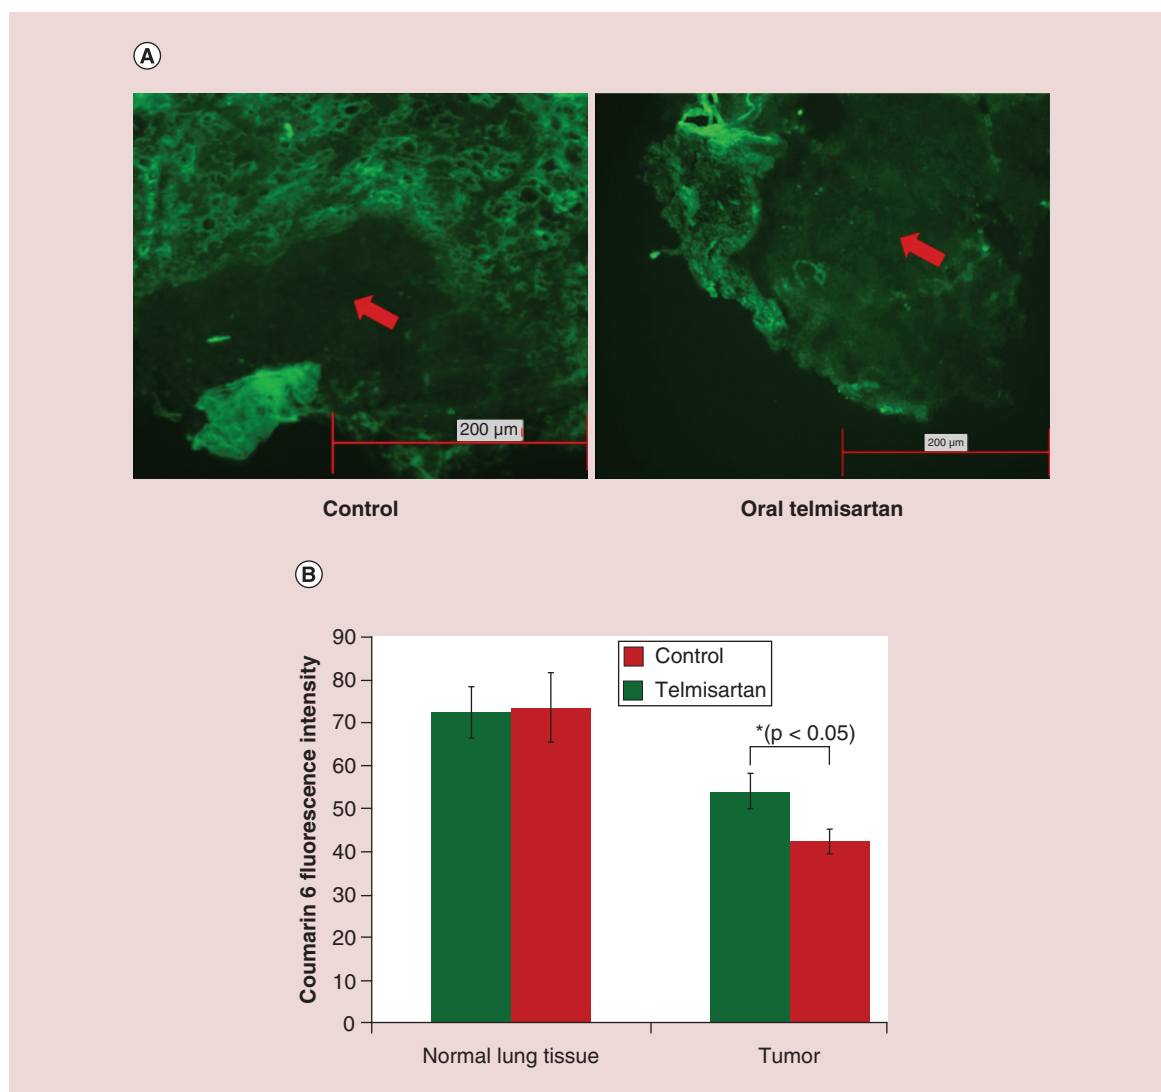 A
200 µm
200 µm
Control
Oral telmisartan
B
Coumarin 6 fluorescence intensity
90
80
70
60
50
40
30
20
10
0
Control
Telmisartan
*(p < 0.05)
Normal lung tissue
Tumor